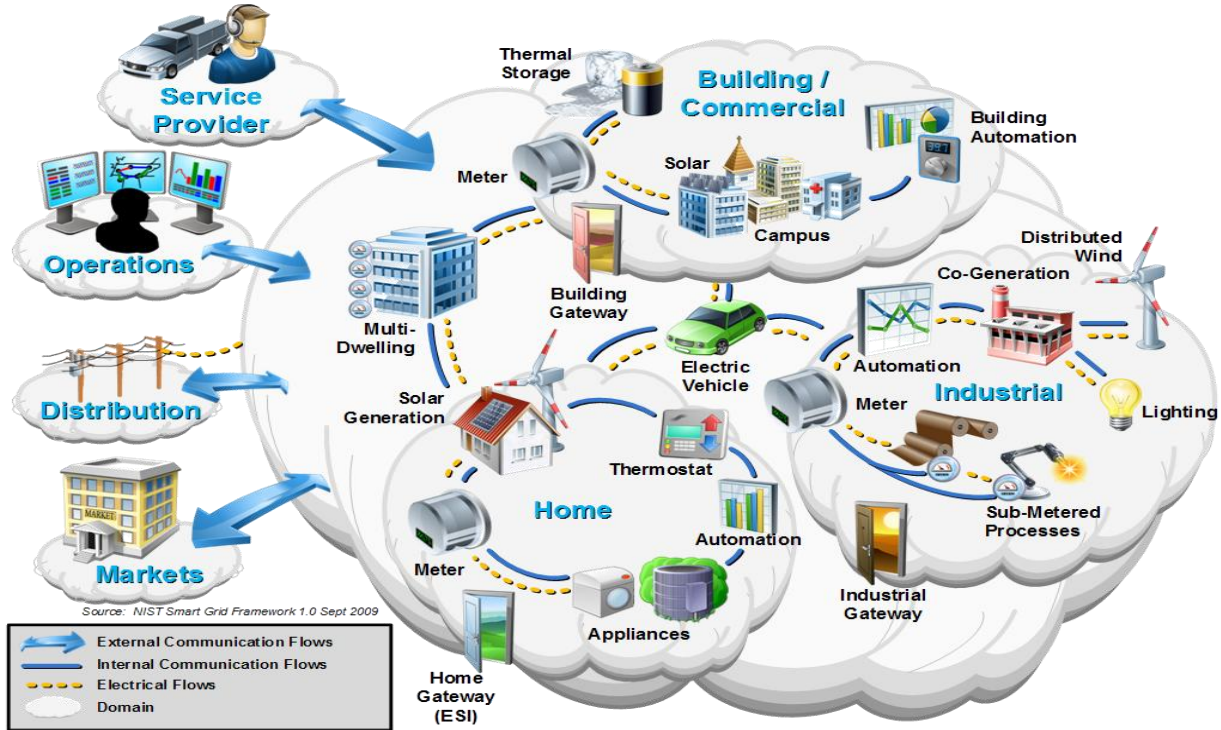 Service
Provider
Operations
Distribution
MARKET
Markets
Source: NIST Smart Grid Framework 1.0 Sept 2009
External Communication Flows
Internal Communication Flows
Electrical Flows
Domain
Thermal
Storage
Building /
Commercial
Building
Automation
Meter
Solar
Campus
Building
Gateway
Multi-
Dwelling
Electric
Vehicle
Distributed
Wind
Co-Generation
Automation
Industrial
Meter
Lighting
Sub-Metered
Processes
Industrial
Gateway
Solar
Generation
Thermostat
Home
Automation
Meter
Appliances
Home
Gateway
(ESI)